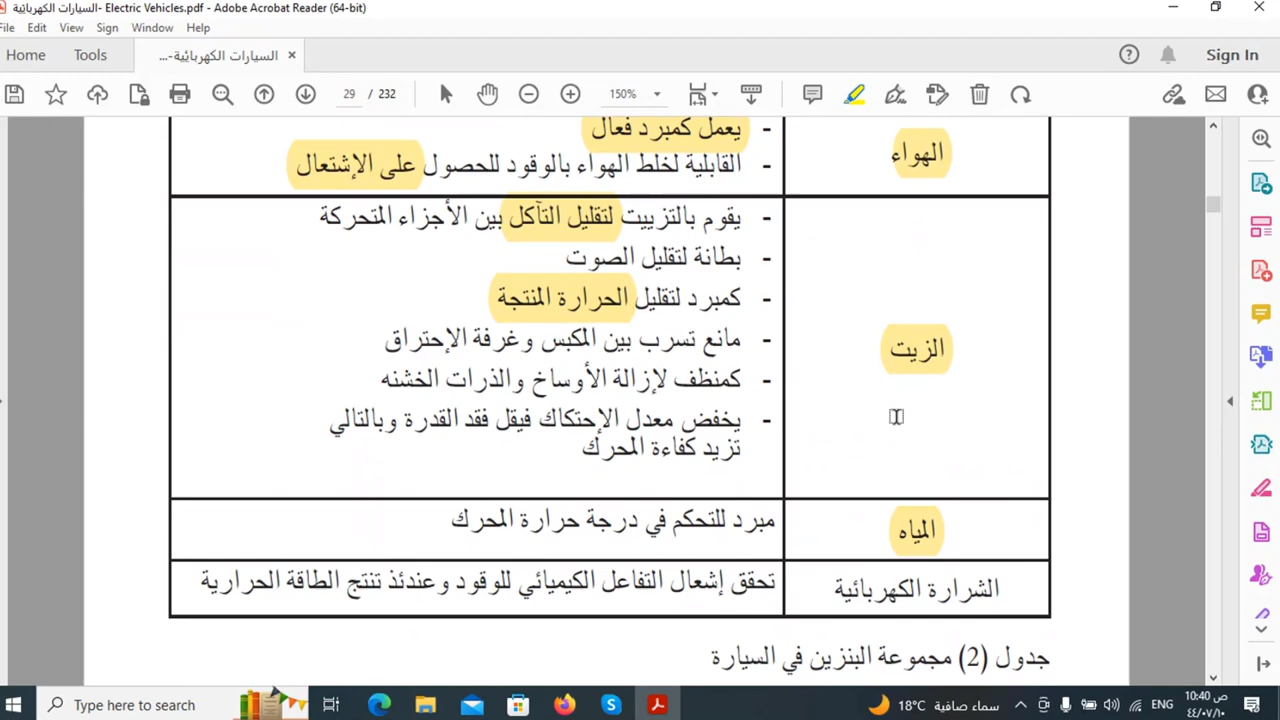 السيارات الكهربائية- Electric Vehicles.pdf - Adobe Acrobat Reader (64-bit)
File Edit View Sign Window Help
Home Tools السيارات الكهربائية-... × Sign In
29 / 232 150%
الهواء
- يعمل كمبرد فعال
- القابلية لخلط الهواء بالوقود للحصول على الإشتعال
الزيت
- يقوم بالتزييت لتقليل التآكل بين الأجزاء المتحركة
- بطانة لتقليل الصوت
- كمبرد لتقليل الحرارة المنتجة
- مانع تسرب بين المكبس وغرفة الإحتراق
- كمنظف لإزالة الأوساخ والذرات الخشنه
- يخفض معدل الإحتكاك فيقل فقد القدرة وبالتالي
تزيد كفاءة المحرك
المياه
مبرد للتحكم في درجة حرارة المحرك
الشرارة الكهربائية
تحقق إشعال التفاعل الكيميائي للوقود وعندئذ تنتج الطاقة الحرارية
جدول (2) مجموعة البنزين في السيارة
Type here to search
18°C سماء صافية
ENG
10:40 ص
٤٤/٠٧/١٠